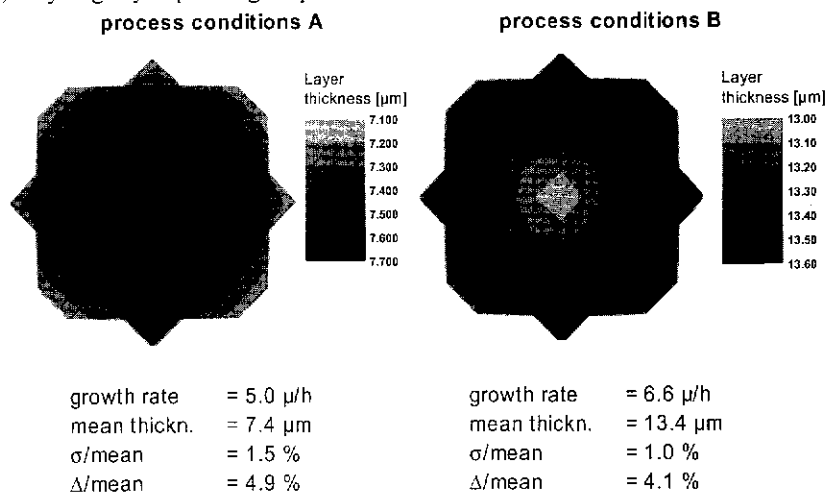 process conditions A
process conditions B
Layer
thickness [µm]
7.100
7.200
7.300
7.400
7.500
7.600
7.700
Layer
thickness [µm]
13.00
13.10
13.20
13.30
13.40
13.50
13.60
growth rate = 5.0 µ/h
mean thickn. = 7.4 µm
σ/mean = 1.5 %
Δ/mean = 4.9 %
growth rate = 6.6 µ/h
mean thickn. = 13.4 µm
σ/mean = 1.0 %
Δ/mean = 4.1 %